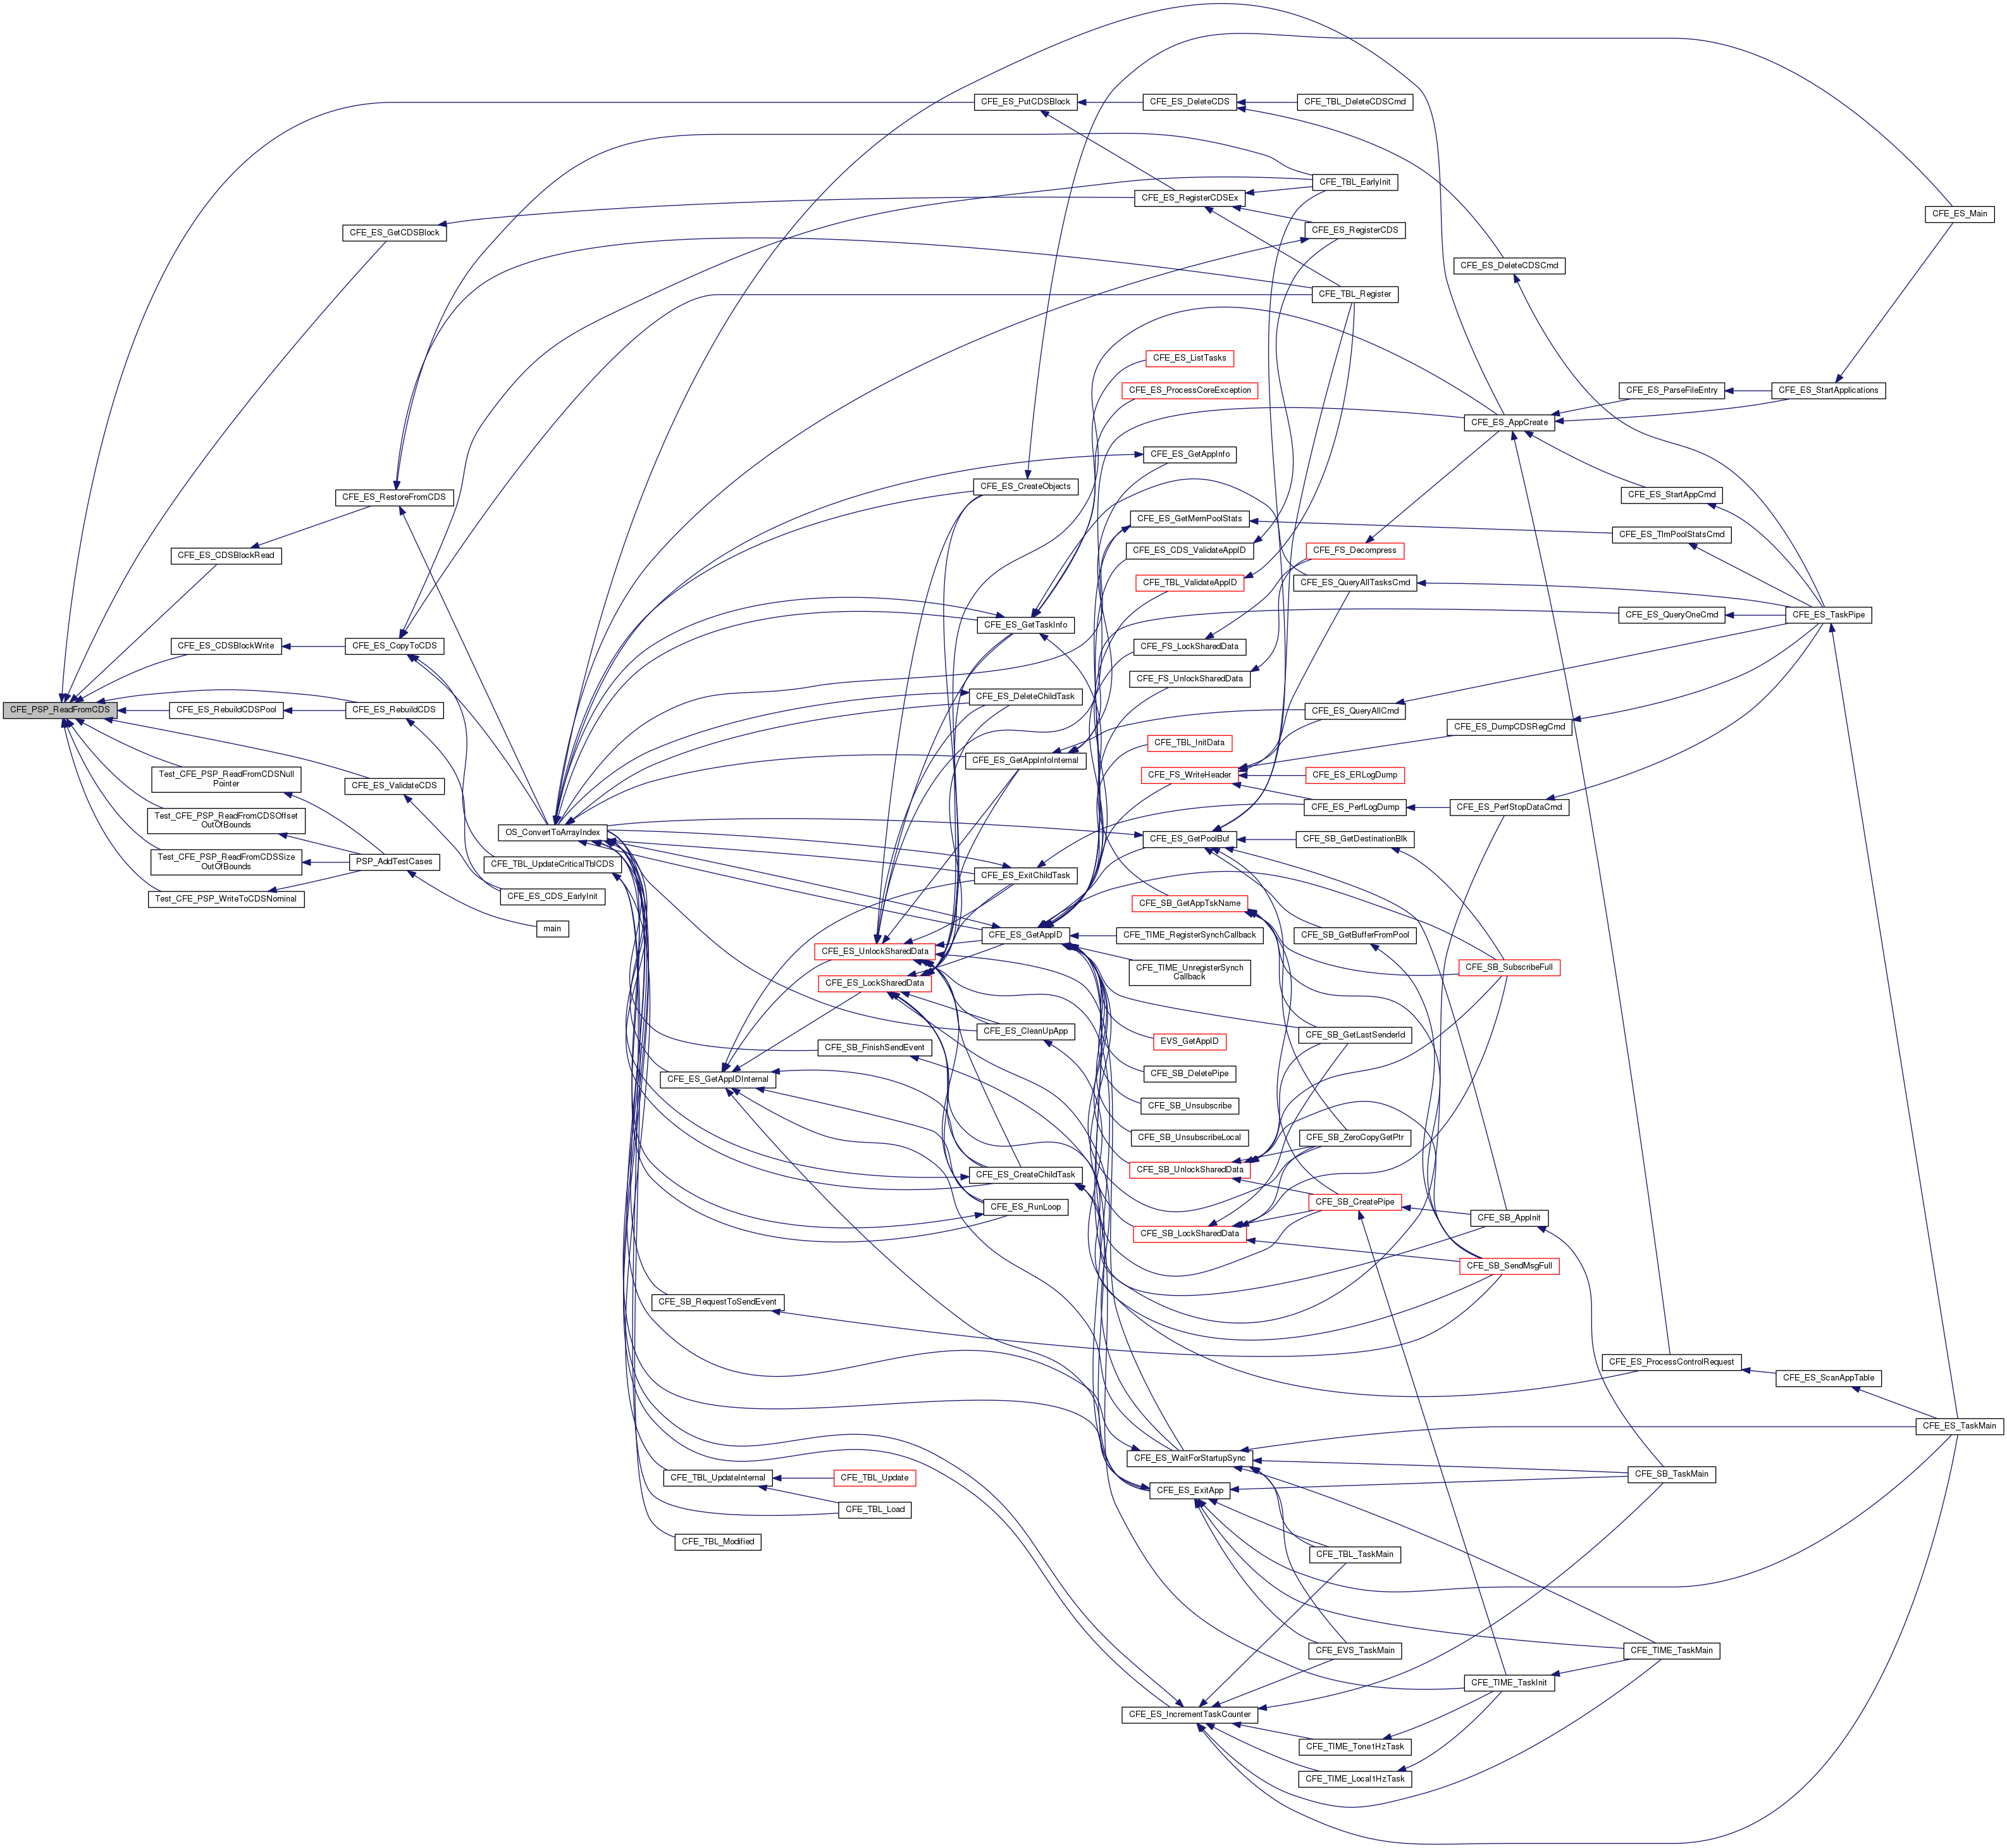 CFE_ES_PutCDSBlock
CFE_ES_DeleteCDS
CFE_TBL_DeleteCDSCmd
CFE_TBL_EarlyInit
CFE_ES_RegisterCDSEx
CFE_ES_Main
CFE_ES_GetCDSBlock
CFE_ES_RegisterCDS
CFE_ES_DeleteCDSCmd
CFE_TBL_Register
CFE_ES_ListTasks
CFE_ES_ProcessCoreException
CFE_ES_ParseFileEntry
CFE_ES_StartApplications
CFE_ES_AppCreate
CFE_ES_GetAppInfo
CFE_ES_CreateObjects
CFE_ES_StartAppCmd
CFE_ES_RestoreFromCDS
CFE_ES_GetMemPoolStats
CFE_ES_TlmPoolStatsCmd
CFE_ES_CDSBlockRead
CFE_ES_CDS_ValidateAppID
CFE_FS_Decompress
CFE_TBL_ValidateAppID
CFE_ES_QueryAllTasksCmd
CFE_ES_QueryOneCmd
CFE_ES_TaskPipe
CFE_ES_GetTaskInfo
CFE_ES_CDSBlockWrite
CFE_ES_CopyToCDS
CFE_FS_LockSharedData
CFE_FS_UnlockSharedData
CFE_ES_DeleteChildTask
CFE_PSP_ReadFromCDS
CFE_ES_RebuildCDSPool
CFE_ES_RebuildCDS
CFE_ES_QueryAllCmd
CFE_ES_DumpCDSRegCmd
CFE_TBL_InitData
CFE_ES_GetAppInfoInternal
CFE_FS_WriteHeader
CFE_ES_ERLogDump
Test_CFE_PSP_ReadFromCDSNull
Pointer
CFE_ES_ValidateCDS
CFE_ES_PerfLogDump
CFE_ES_PerfStopDataCmd
Test_CFE_PSP_ReadFromCDSOffset
OutOfBounds
OS_ConvertToArrayIndex
CFE_ES_GetPoolBuf
CFE_SB_GetDestinationBlk
Test_CFE_PSP_ReadFromCDSSize
OutOfBounds
PSP_AddTestCases
CFE_TBL_UpdateCriticalTblCDS
CFE_ES_ExitChildTask
Test_CFE_PSP_WriteToCDSNominal
CFE_ES_CDS_EarlyInit
CFE_SB_GetAppTskName
main
CFE_ES_GetAppID
CFE_TIME_RegisterSynchCallback
CFE_SB_GetBufferFromPool
CFE_ES_UnlockSharedData
CFE_TIME_UnregisterSynch
Callback
CFE_SB_SubscribeFull
CFE_ES_LockSharedData
CFE_ES_CleanUpApp
EVS_GetAppID
CFE_SB_GetLastSenderId
CFE_SB_FinishSendEvent
CFE_ES_GetAppIDInternal
CFE_SB_DeletePipe
CFE_SB_Unsubscribe
CFE_SB_UnsubscribeLocal
CFE_SB_ZeroCopyGetPtr
CFE_SB_UnlockSharedData
CFE_ES_CreateChildTask
CFE_ES_RunLoop
CFE_SB_CreatePipe
CFE_SB_AppInit
CFE_SB_LockSharedData
CFE_SB_SendMsgFull
CFE_SB_RequestToSendEvent
CFE_ES_ProcessControlRequest
CFE_ES_ScanAppTable
CFE_ES_TaskMain
CFE_ES_WaitForStartupSync
CFE_TBL_UpdateInternal
CFE_TBL_Update
CFE_SB_TaskMain
CFE_ES_ExitApp
CFE_TBL_Load
CFE_TBL_Modified
CFE_TBL_TaskMain
CFE_EVS_TaskMain
CFE_TIME_TaskMain
CFE_TIME_TaskInit
CFE_ES_IncrementTaskCounter
CFE_TIME_Tone1HzTask
CFE_TIME_Local1HzTask